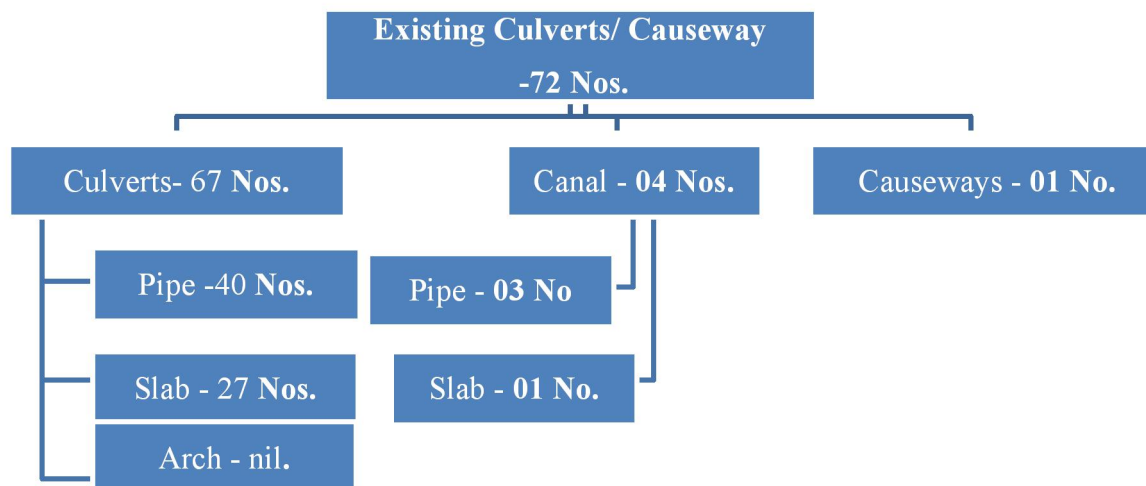 Existing Culverts/ Causeway
-72 Nos.
Culverts- 67 Nos.
Canal - 04 Nos.
Causeways - 01 No.
Pipe -40 Nos.
Pipe - 03 No
Slab - 27 Nos.
Slab - 01 No.
Arch - nil.